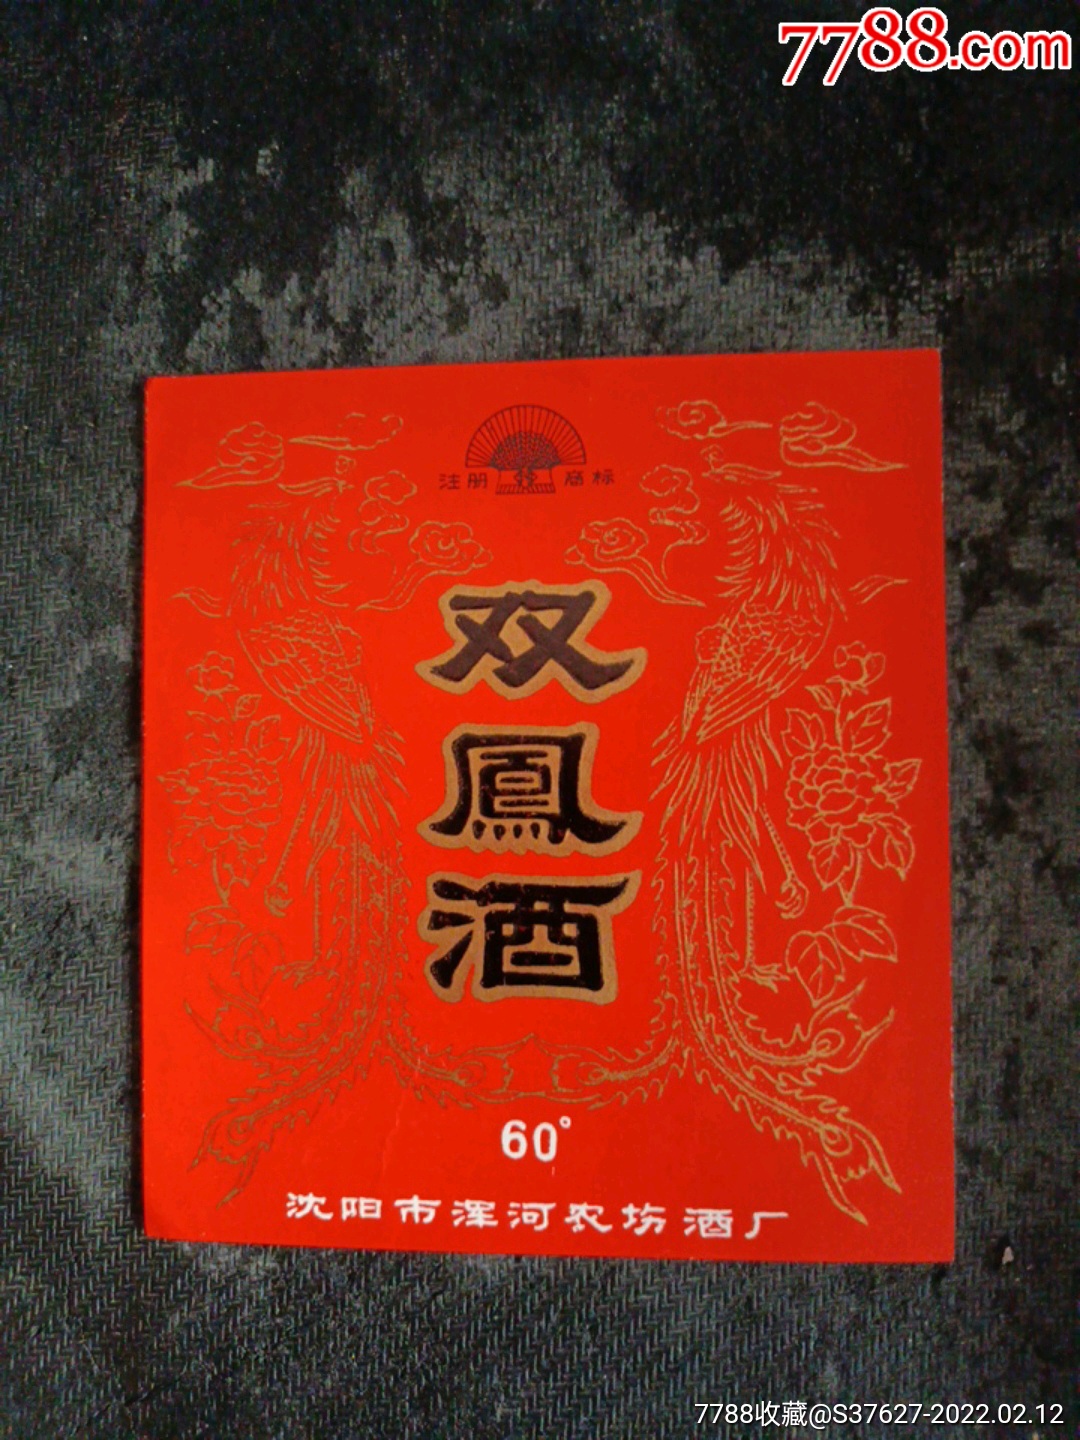 7788.com
注册 商标
双
鳳
酒
60°
沈阳市浑河农场酒厂
7788收藏@S37627-2022.02.12